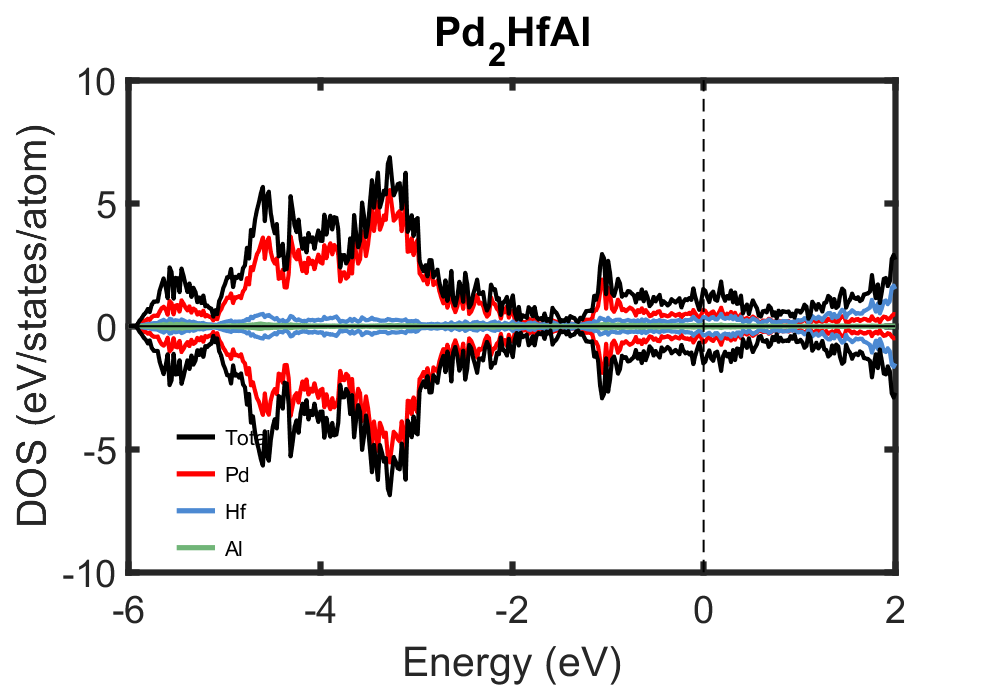 Pd2HfAl
DOS (eV/states/atom)
10
5
0
-5
-10
Total
Pd
Hf
Al
-6
-4
-2
0
2
Energy (eV)